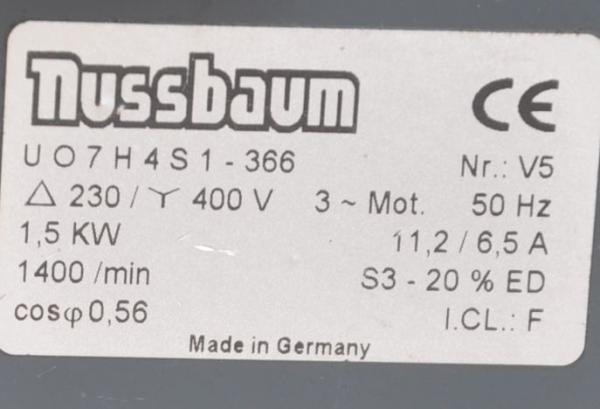 nussbaum CE
U O 7 H 4 S 1 - 366 Nr.: V5
△ 230 / Y 400 V 3 ~ Mot. 50 Hz
1,5 KW 11,2 / 6,5 A
1400 /min S3 - 20 % ED
cosφ 0,56 I.CL.: F
Made in Germany